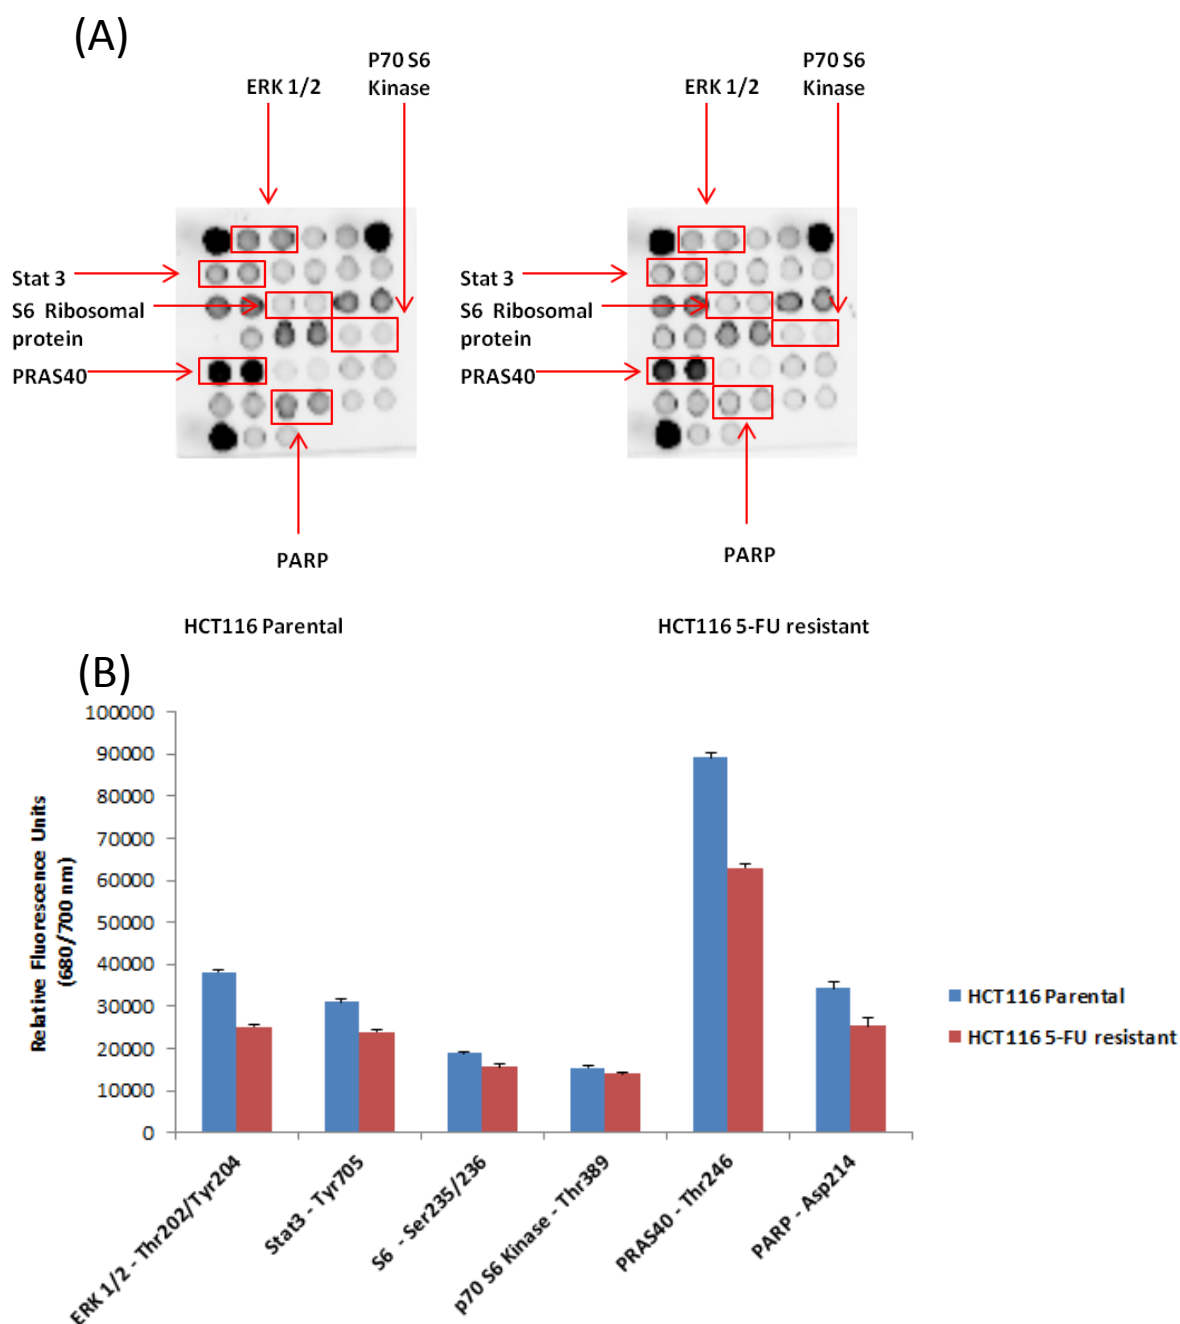 (A)
P70 S6
Kinase
ERK 1/2
P70 S6
Kinase
ERK 1/2
Stat 3
S6 Ribosomal
protein
PRAS40
Stat 3
S6 Ribosomal
protein
PRAS40
PARP
PARP
HCT116 Parental
HCT116 5-FU resistant
(B)
Relative Fluorescence Units
(680/700 nm)
100000
90000
80000
70000
60000
50000
40000
30000
20000
10000
0
ERK 1/2 - Thr202/Tyr204
Stat3 - Tyr705
S6 - Ser235/236
p70 S6 Kinase - Thr389
PRAS40 - Thr246
PARP - Asp214
HCT116 Parental
HCT116 5-FU resistant